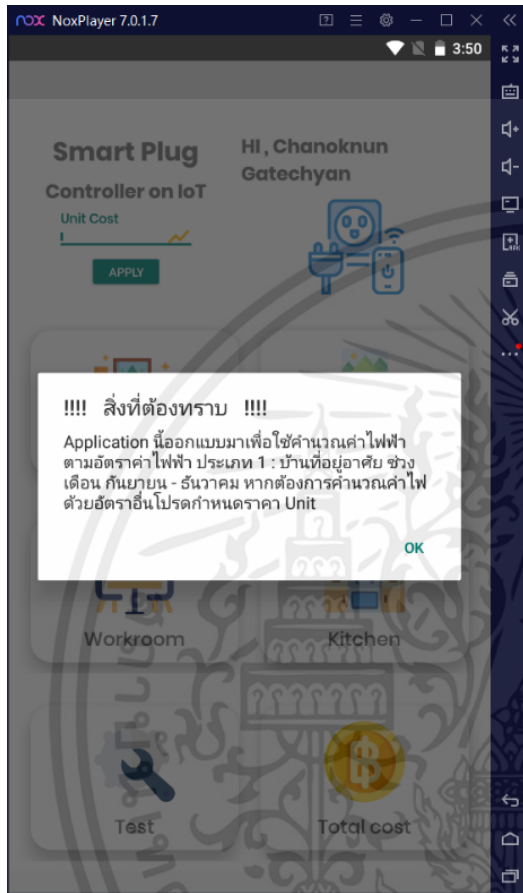 NoxPlayer 7.0.1.7
3:50
Smart Plug
Controller on IoT
HI , Chanoknun
Gatechyan
Unit Cost
APPLY
!!!! สิ่งที่ต้องทราบ !!!!
Application นี้ออกแบบมาเพื่อใช้คำนวณค่าไฟฟ้า
ตามอัตราค่าไฟฟ้า ประเภท 1 : บ้านที่อยู่อาศัย ช่วง
เดือน กันยายน - ธันวาคม หากต้องการคำนวณค่าไฟ
ด้วยอัตราอื่นโปรดกำหนดราคา Unit
OK
Workroom
Kitchen
Test
Total cost